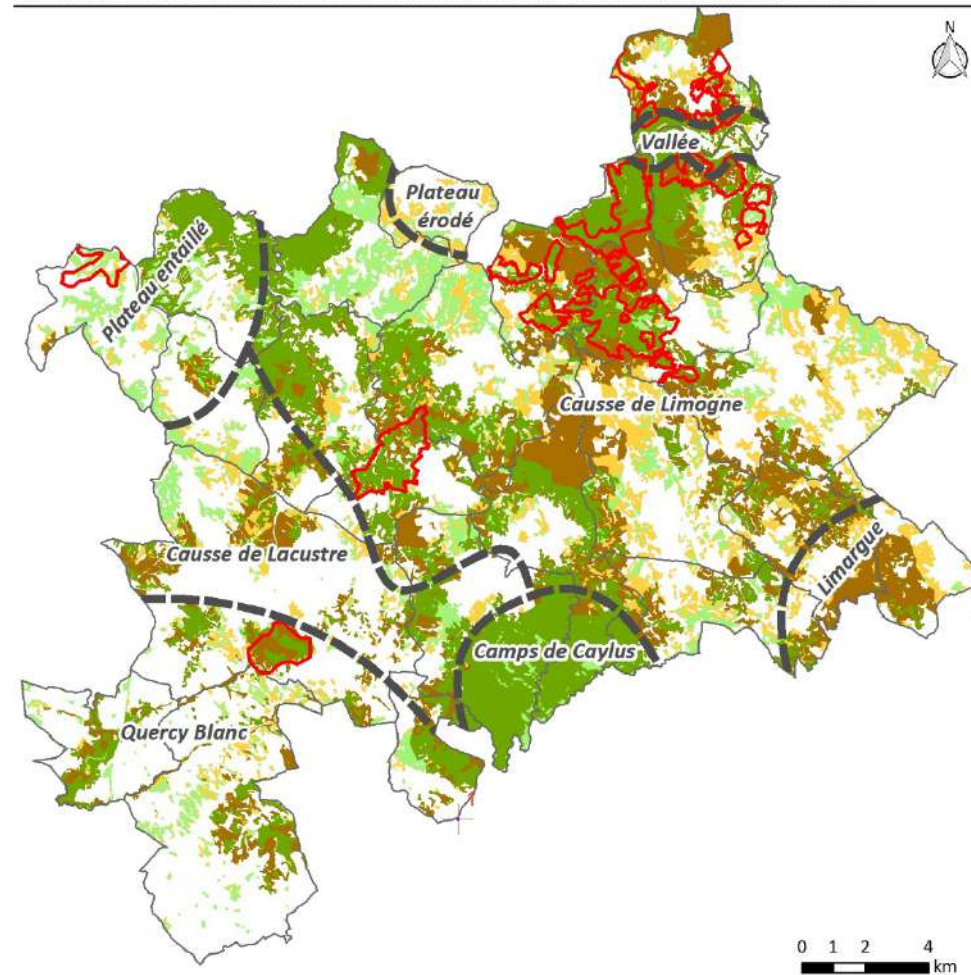 N
Vallée
Plateau
érodé
Plateau entaillé
Causse de Limogne
Causse de Lacustre
Limargue
Camps de Caylus
Quercy Blanc
0 1 2 4
km